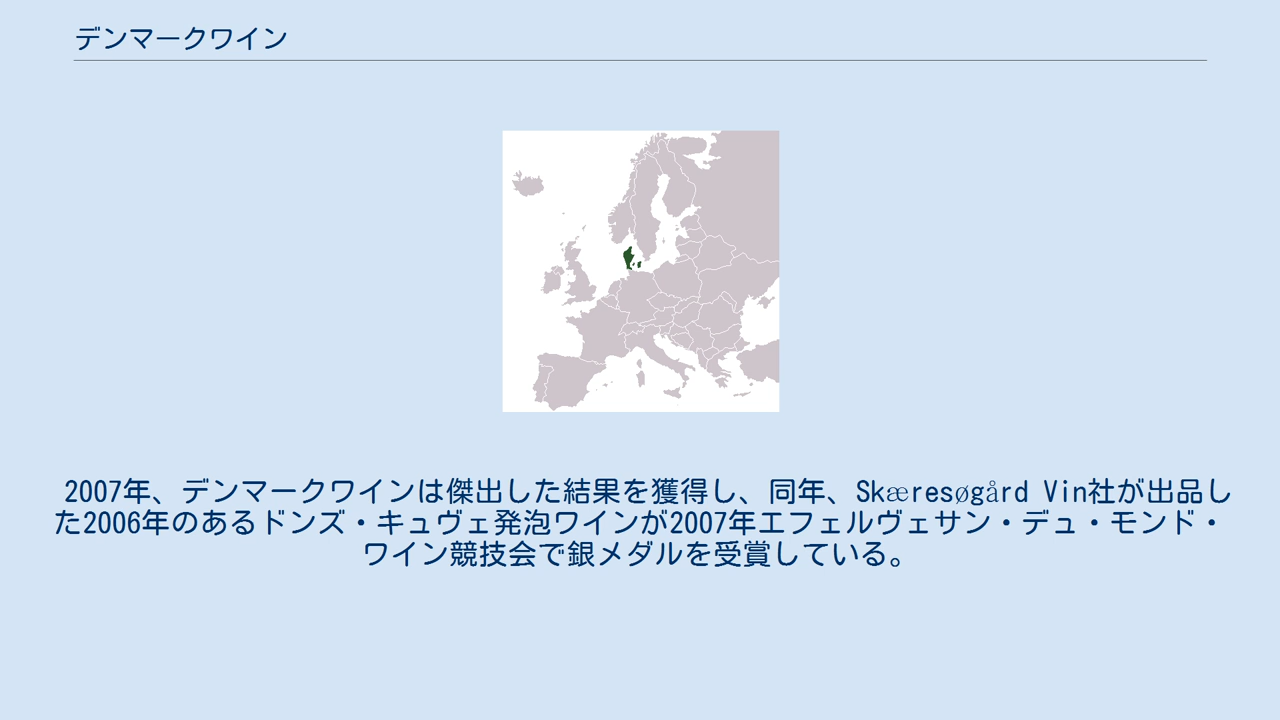 デンマークワイン
2007年、デンマークワインは傑出した結果を獲得し、同年、Skæresøgård Vin社が出品し
た2006年のあるドンズ・キュヴェ発泡ワインが2007年エフェルヴェサン・デュ・モンド・
ワイン競技会で銀メダルを受賞している。